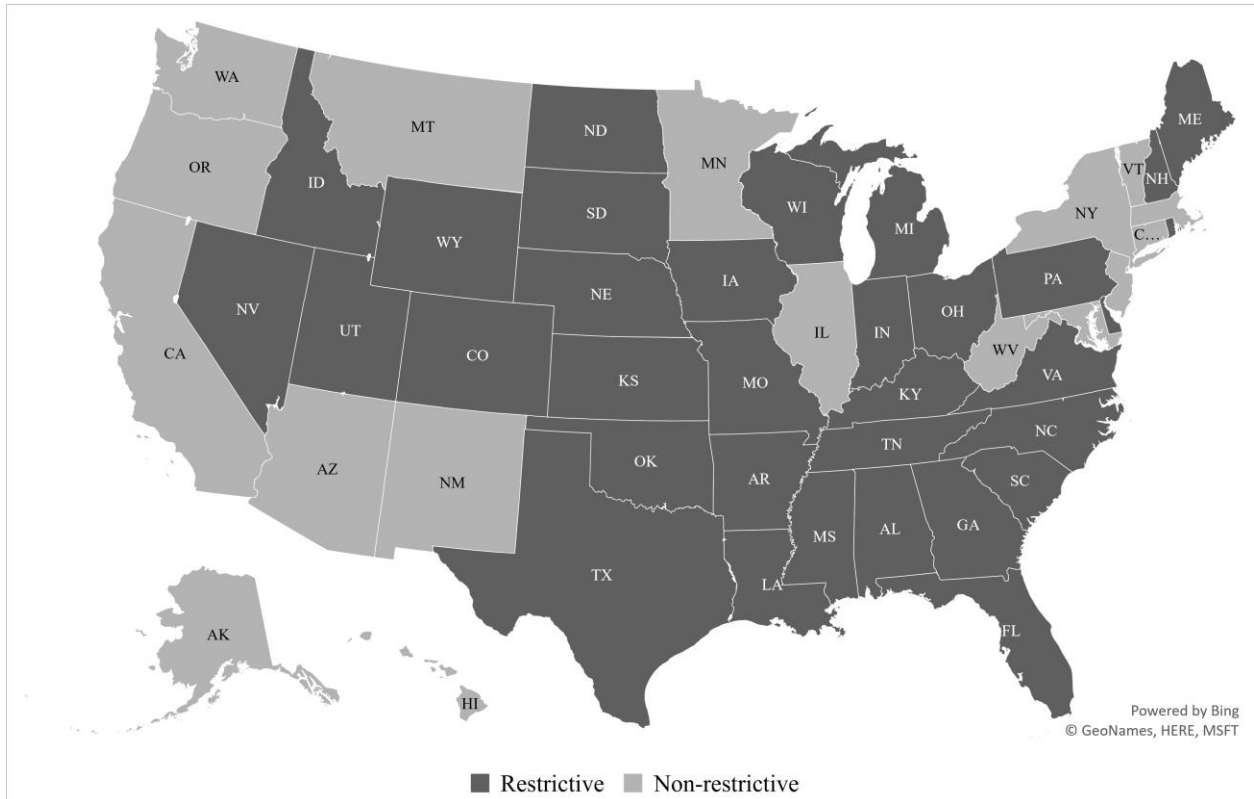 WA
MT
ND
MN
ME
OR
ID
SD
WI
VT
NH
NY
MI
C...
WY
IA
PA
NE
NV
UT
CO
IL
IN
OH
WV
CA
KS
MO
KY
VA
AZ
NM
OK
AR
TN
NC
SC
MS
AL
GA
TX
LA
FL
AK
HI
Powered by Bing
© GeoNames, HERE, MSFT
Restrictive Non-restrictive